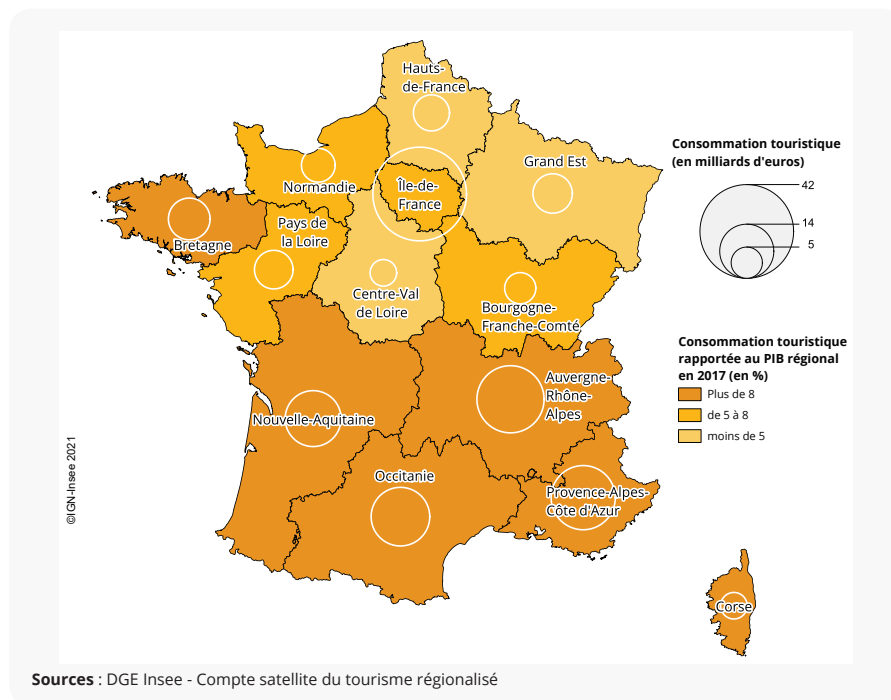 Hauts-
de-France
Normandie
Île-de-
France
Grand Est
Bretagne
Pays de
la Loire
Centre-Val
de Loire
Bourgogne-
Franche-Comté
Nouvelle-Aquitaine
Auvergne-
Rhône-
Alpes
Occitanie
Provence-Alpes-
Côte d'Azur
Corse
Consommation touristique
(en milliards d'euros)
42
14
5
Consommation touristique
rapportée au PIB régional
en 2017 (en %)
Plus de 8
de 5 à 8
moins de 5
©IGN-Insee 2021
Sources : DGE Insee - Compte satellite du tourisme régionalisé